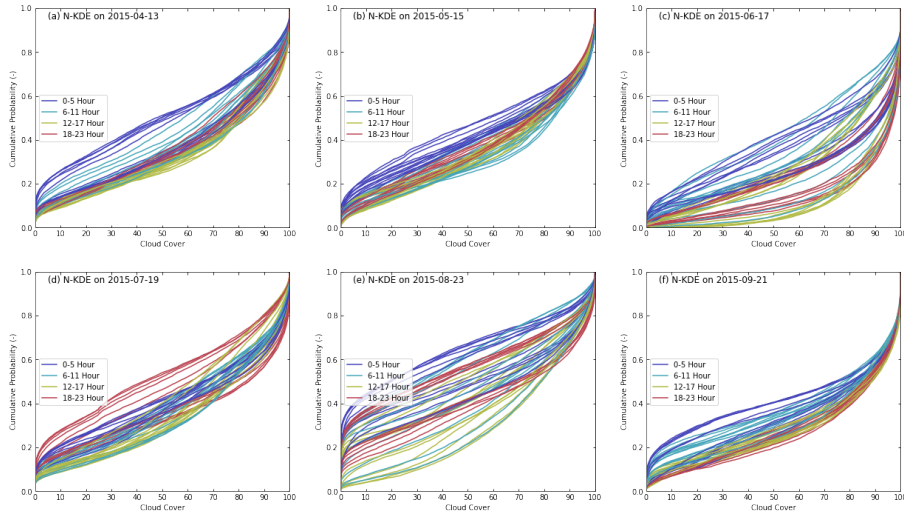 (a) N-KDE on 2015-04-13
Cumulative Problability (-)
1.0
0.8
0.6
0.4
0.2
0.0
0-5 Hour
6-11 Hour
12-17 Hour
18-23 Hour
0 10 20 30 40 50 60 70 80 90 100
Cloud Cover
(b) N-KDE on 2015-05-15
Cumulative Problability (-)
1.0
0.8
0.6
0.4
0.2
0.0
0-5 Hour
6-11 Hour
12-17 Hour
18-23 Hour
0 10 20 30 40 50 60 70 80 90 100
Cloud Cover
(c) N-KDE on 2015-06-17
Cumulative Problability (-)
1.0
0.8
0.6
0.4
0.2
0.0
0-5 Hour
6-11 Hour
12-17 Hour
18-23 Hour
0 10 20 30 40 50 60 70 80 90 100
Cloud Cover
(d) N-KDE on 2015-07-19
Cumulative Problability (-)
1.0
0.8
0.6
0.4
0.2
0.0
0-5 Hour
6-11 Hour
12-17 Hour
18-23 Hour
0 10 20 30 40 50 60 70 80 90 100
Cloud Cover
(e) N-KDE on 2015-08-23
Cumulative Problability (-)
1.0
0.8
0.6
0.4
0.2
0.0
0-5 Hour
6-11 Hour
12-17 Hour
18-23 Hour
0 10 20 30 40 50 60 70 80 90 100
Cloud Cover
(f) N-KDE on 2015-09-21
Cumulative Problability (-)
1.0
0.8
0.6
0.4
0.2
0.0
0-5 Hour
6-11 Hour
12-17 Hour
18-23 Hour
0 10 20 30 40 50 60 70 80 90 100
Cloud Cover